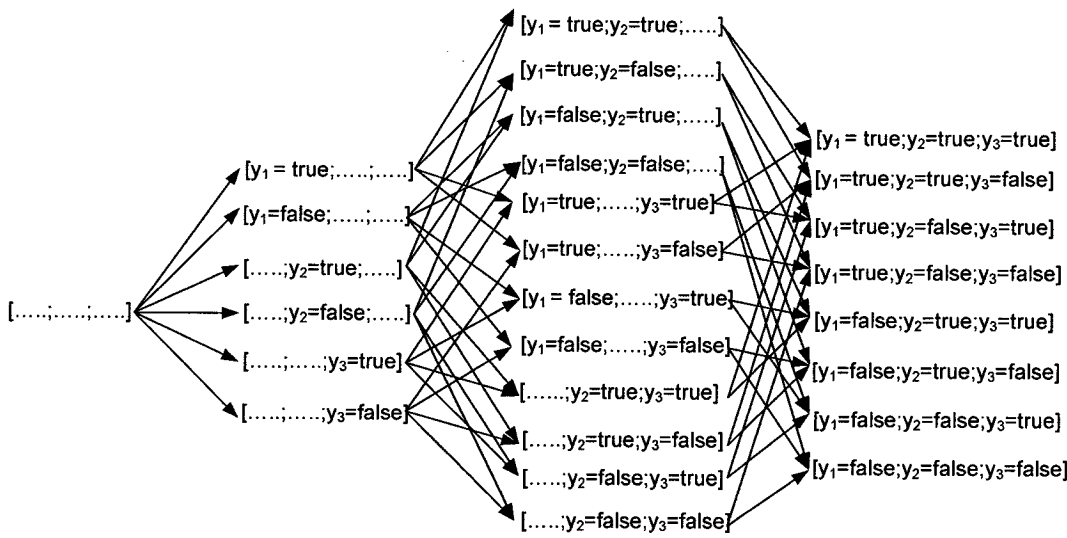 [.....;.....;.....]
[y₁ = true;.....;.....]
[y₁=false;.....;.....]
[.....;y₂=true;.....]
[.....;y₂=false;.....]
[.....;.....;y₃=true]
[.....;.....;y₃=false]
[y₁ = true;y₂=true;.....]
[y₁=true;y₂=false;.....]
[y₁=false;y₂=true;.....]
[y₁=false;y₂=false;....]
[y₁=true;.....;y₃=true]
[y₁=true;.....;y₃=false]
[y₁ = false;.....;y₃=true]
[y₁=false;.....;y₃=false]
[......;y₂=true;y₃=true]
[.....;y₂=true;y₃=false]
[.....;y₂=false;y₃=true]
[.....;y₂=false;y₃=false]
[y₁ = true;y₂=true;y₃=true]
[y₁=true;y₂=true;y₃=false]
[y₁=true;y₂=false;y₃=true]
[y₁=true;y₂=false;y₃=false]
[y₁=false;y₂=true;y₃=true]
[y₁=false;y₂=true;y₃=false]
[y₁=false;y₂=false;y₃=true]
[y₁=false;y₂=false;y₃=false]